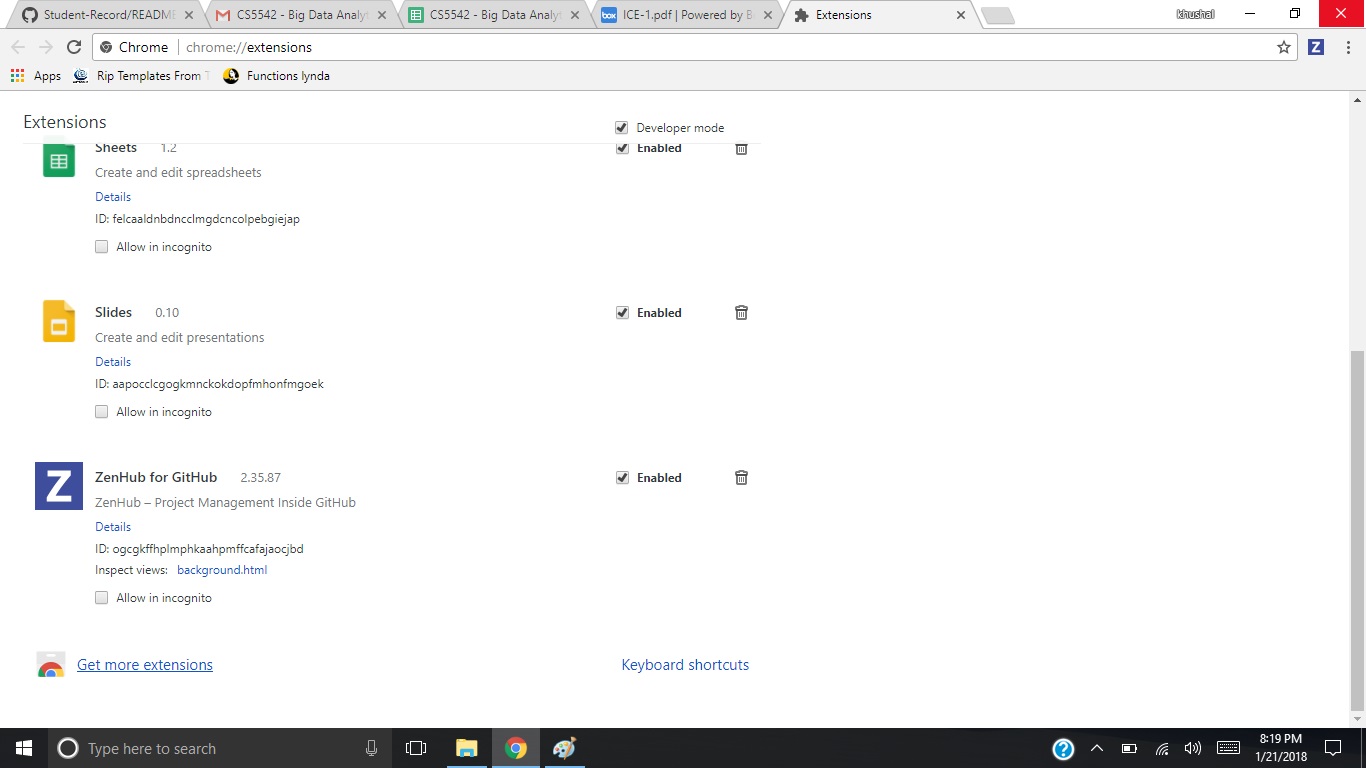 Student-Record/README
CS5542 - Big Data Analyt
CS5542 - Big Data Analyt
box ICE-1.pdf | Powered by B
Extensions
khushal
Chrome chrome://extensions
Z
Apps Rip Templates From T Functions lynda
Extensions
Developer mode
Sheets 1.2 Enabled
Create and edit spreadsheets
Details
ID: felcaaldnbdncclmgdcncolpebgiejap
Allow in incognito
Slides 0.10 Enabled
Create and edit presentations
Details
ID: aapocclcgogkmnckokdopfmhonfmgoek
Allow in incognito
Z
ZenHub for GitHub 2.35.87 Enabled
ZenHub – Project Management Inside GitHub
Details
ID: ogcgkffhplmphkaahpmffcafajaocjbd
Inspect views: background.html
Allow in incognito
Get more extensions Keyboard shortcuts
Type here to search
8:19 PM
1/21/2018